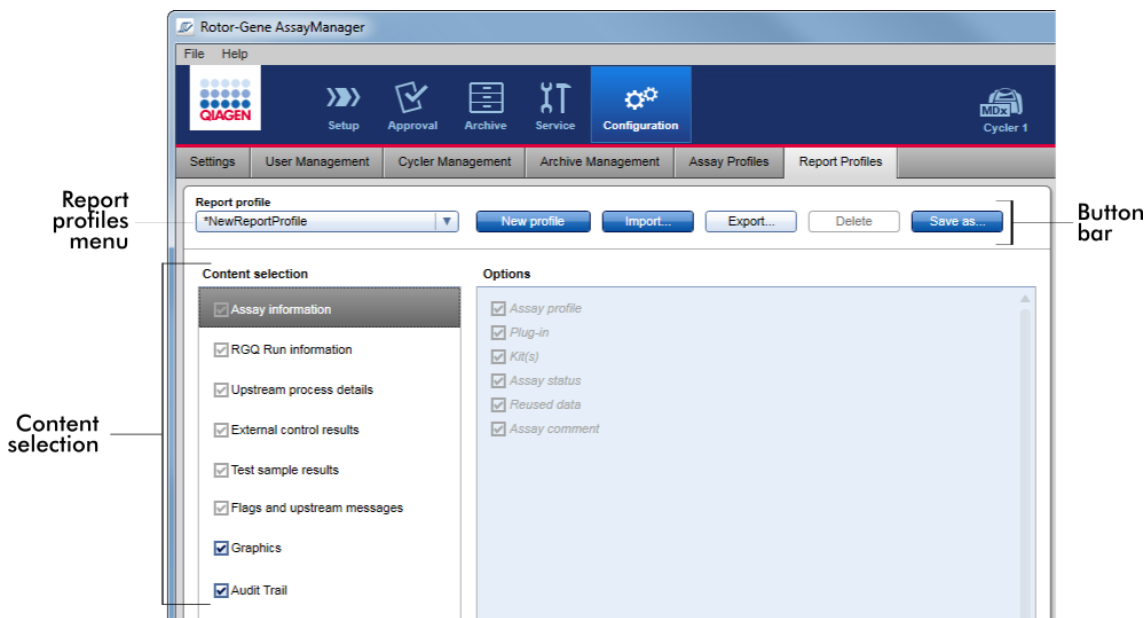 Rotor-Gene AssayManager
File Help
QIAGEN
Setup Approval Archive Service Configuration
MDx
Cycler 1
Settings User Management Cycler Management Archive Management Assay Profiles Report Profiles
Report profiles menu
Report profile
*NewReportProfile New profile Import... Export... Delete Save as...
Button bar
Content selection Options
Assay information
RGQ Run information
Upstream process details
External control results
Test sample results
Flags and upstream messages
Graphics
Audit Trail
Assay profile
Plug-in
Kit(s)
Assay status
Reused data
Assay comment
Content selection